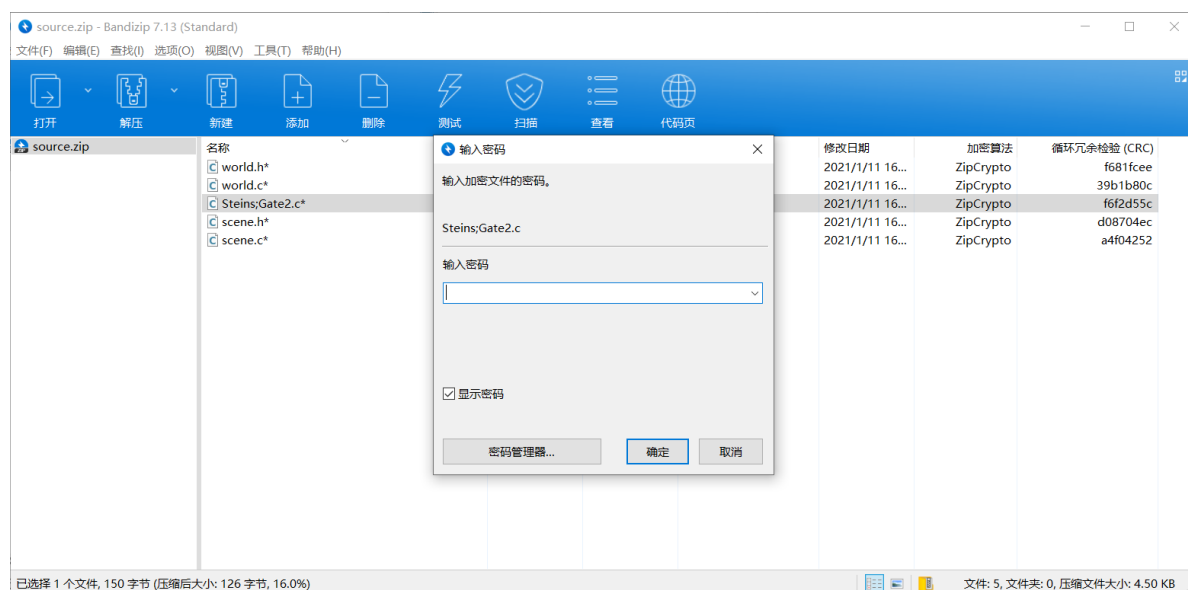 source.zip - Bandizip 7.13 (Standard)
文件(F) 编辑(E) 查找(I) 选项(O) 视图(V) 工具(T) 帮助(H)
打开 解压 新建 添加 删除 测试 扫描 查看 代码页
source.zip
名称 修改日期 加密算法 循环冗余检验 (CRC)
world.h* 2021/1/11 16... ZipCrypto f681fcee
world.c* 2021/1/11 16... ZipCrypto 39b1b80c
Steins;Gate2.c* 2021/1/11 16... ZipCrypto f6f2d55c
scene.h* 2021/1/11 16... ZipCrypto d08704ec
scene.c* 2021/1/11 16... ZipCrypto a4f04252
输入密码
输入加密文件的密码。
Steins;Gate2.c
输入密码
显示密码
密码管理器... 确定 取消
已选择 1 个文件, 150 字节 (压缩后大小: 126 字节, 16.0%) 文件: 5, 文件夹: 0, 压缩文件大小: 4.50 KB